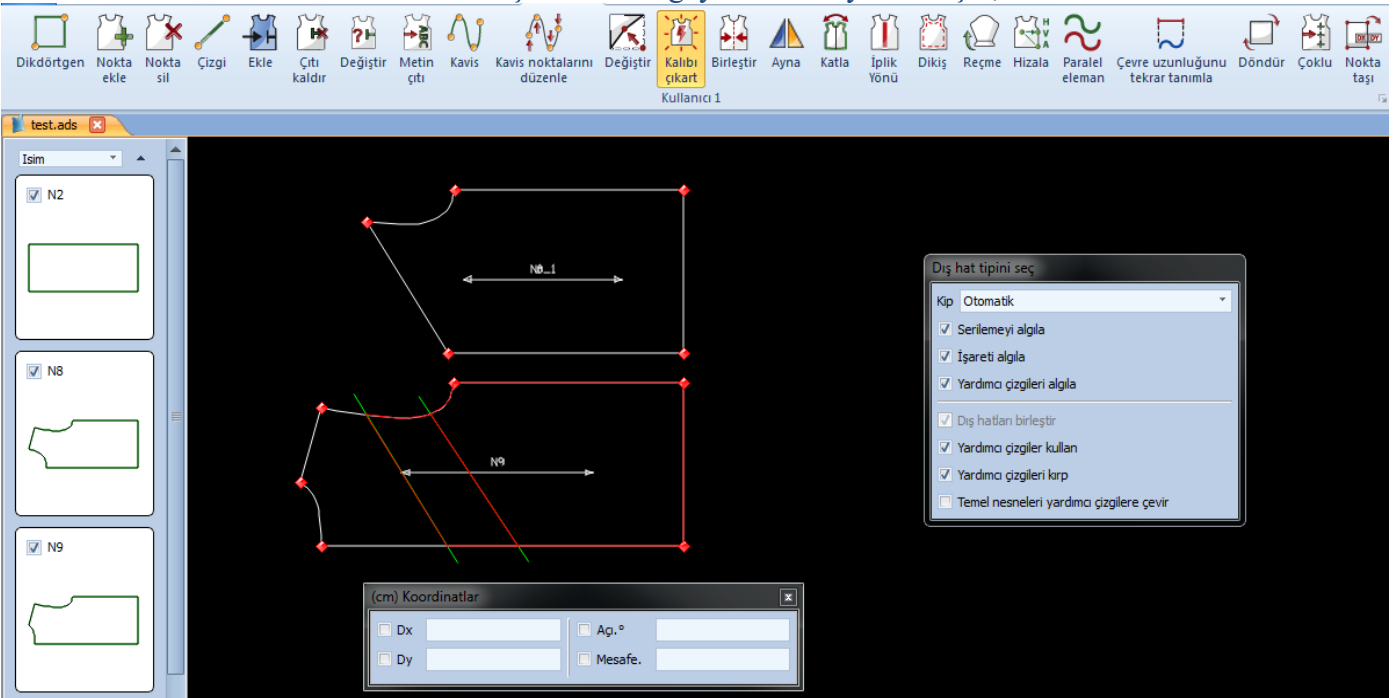 Dikdörtgen
Nokta ekle
Nokta sil
Çizgi
Ekle
Çıtı kaldır
Değiştir
Metin çıtı
Kavis
Kavis noktalarını düzenle
Değiştir
Kalıbı çıkart
Birleştir
Ayna
Katla
İplik Yönü
Dikiş
Reçme
Hizala
Paralel eleman
Çevre uzunluğunu tekrar tanımla
Döndür
Çoklu
Nokta taşı
Kullanıcı 1
test.ads
Isim
N2
N8
N9
N9
Dış hat tipini seç
Kip Otomatik
Serilemeyi algıla
İşareti algıla
Yardımcı çizgileri algıla
Dış hatları birleştir
Yardımcı çizgiler kullan
Yardımcı çizgileri kırp
Temel nesneleri yardımcı çizgilere çevir
(cm) Koordinatlar
Dx
Açı.°
Dy
Mesafe.